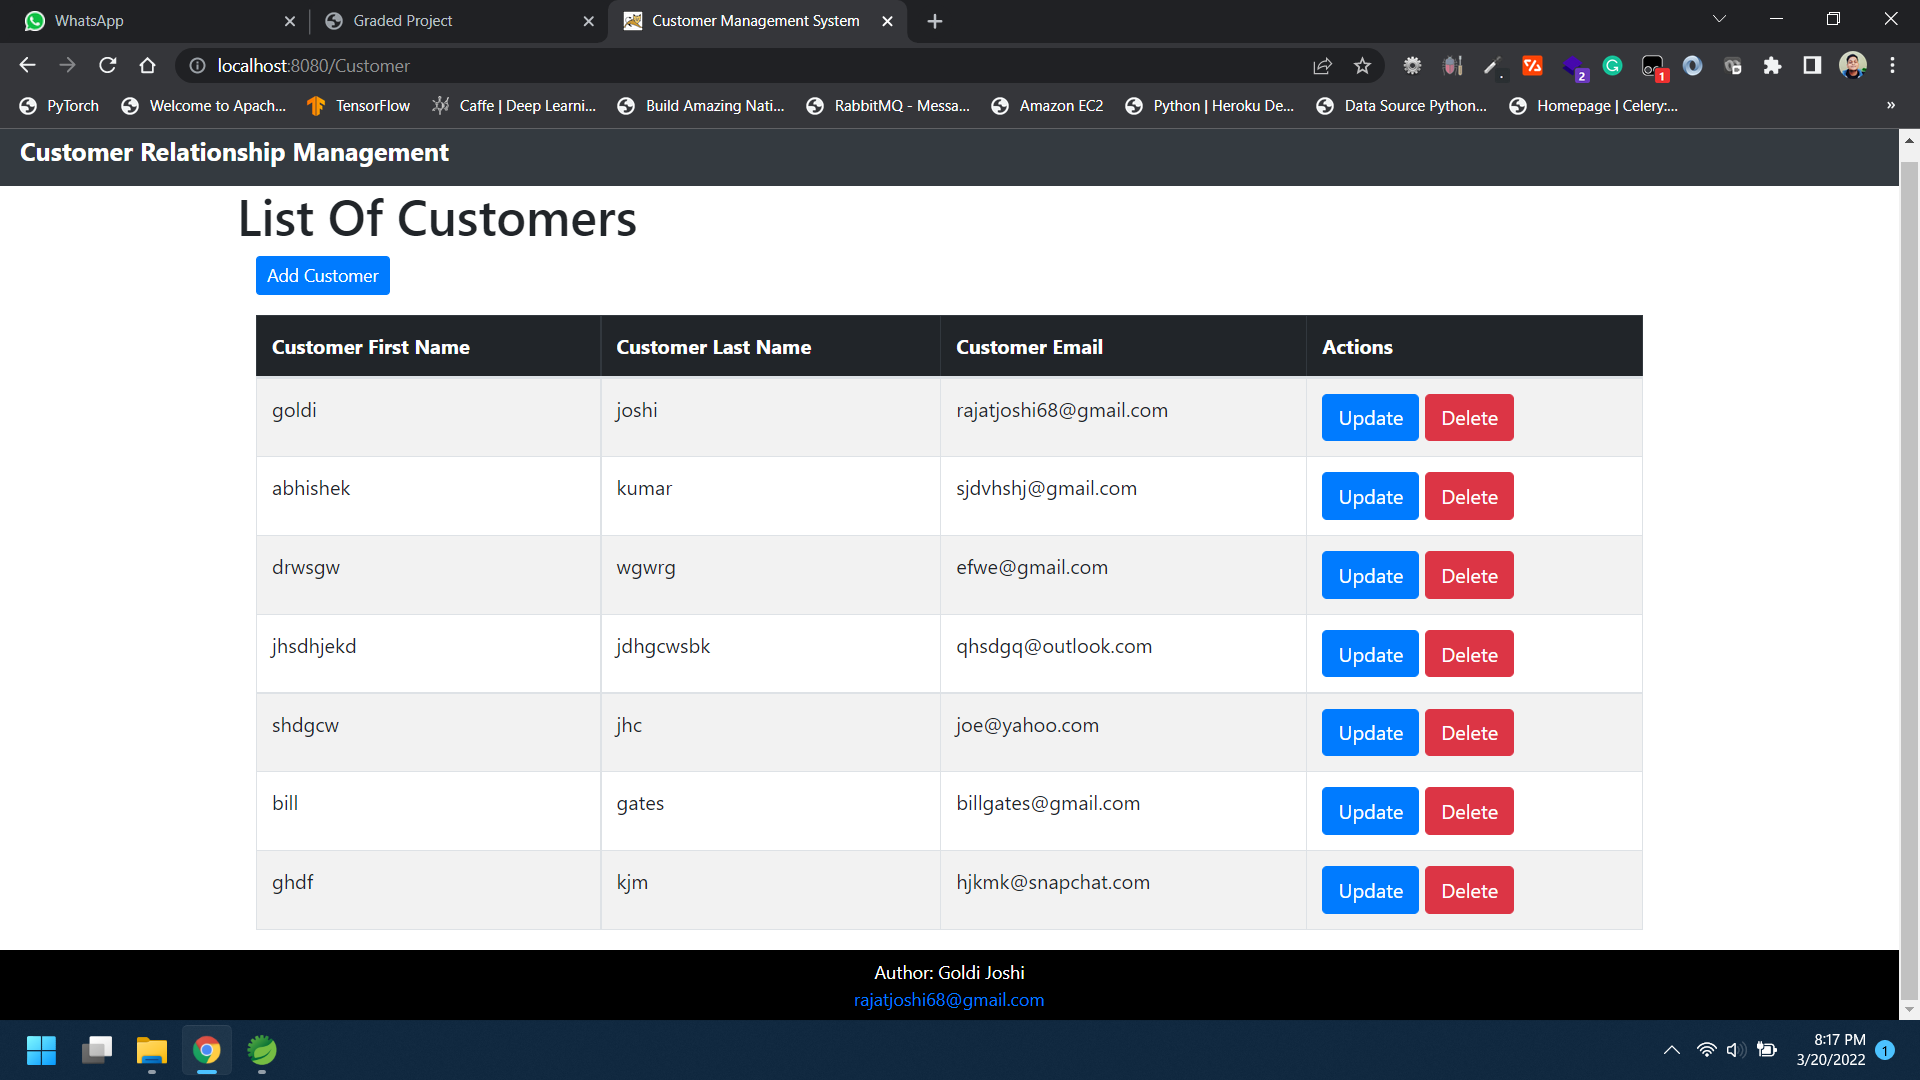 WhatsApp
Graded Project
Customer Management System
localhost:8080/Customer
2
1
PyTorch
Welcome to Apach...
TensorFlow
Caffe | Deep Learni...
Build Amazing Nati...
RabbitMQ - Messa...
Amazon EC2
Python | Heroku De...
Data Source Python...
Homepage | Celery:...
»
Customer Relationship Management
List Of Customers
Add Customer
Customer First Name Customer Last Name Customer Email Actions
goldi joshi rajatjoshi68@gmail.com Update Delete
abhishek kumar sjdvhshj@gmail.com Update Delete
drwsgw wgwrg efwe@gmail.com Update Delete
jhsdhjekd jdhgcwsbk qhsdgq@outlook.com Update Delete
shdgcw jhc joe@yahoo.com Update Delete
bill gates billgates@gmail.com Update Delete
ghdf kjm hjkmk@snapchat.com Update Delete
Author: Goldi Joshi
rajatjoshi68@gmail.com
8:17 PM
3/20/2022
1